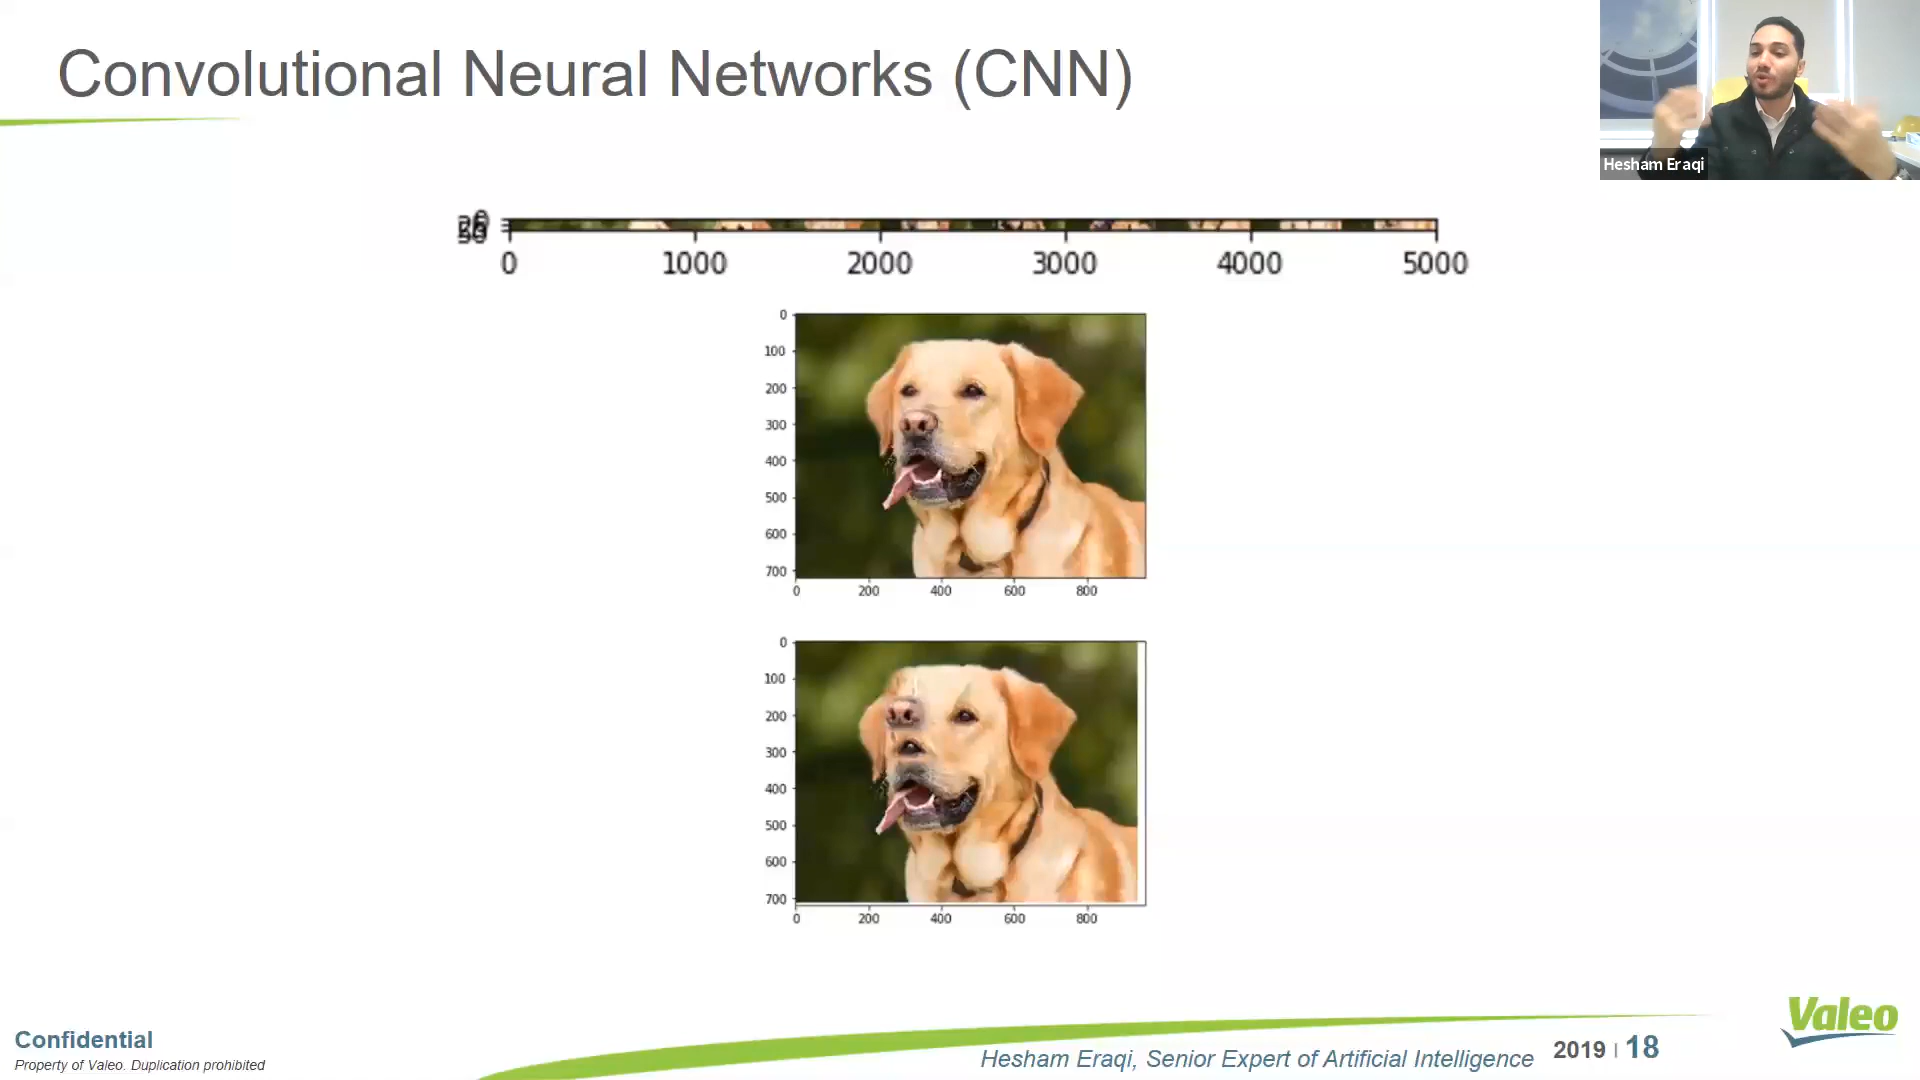 Convolutional Neural Networks (CNN)
Hesham Eraqi
0 1000 2000 3000 4000 5000
0
100
200
300
400
500
600
700
0 200 400 600 800
0
100
200
300
400
500
600
700
0 200 400 600 800
Valeo
Confidential
Property of Valeo. Duplication prohibited
Hesham Eraqi, Senior Expert of Artificial Intelligence 2019 | 18